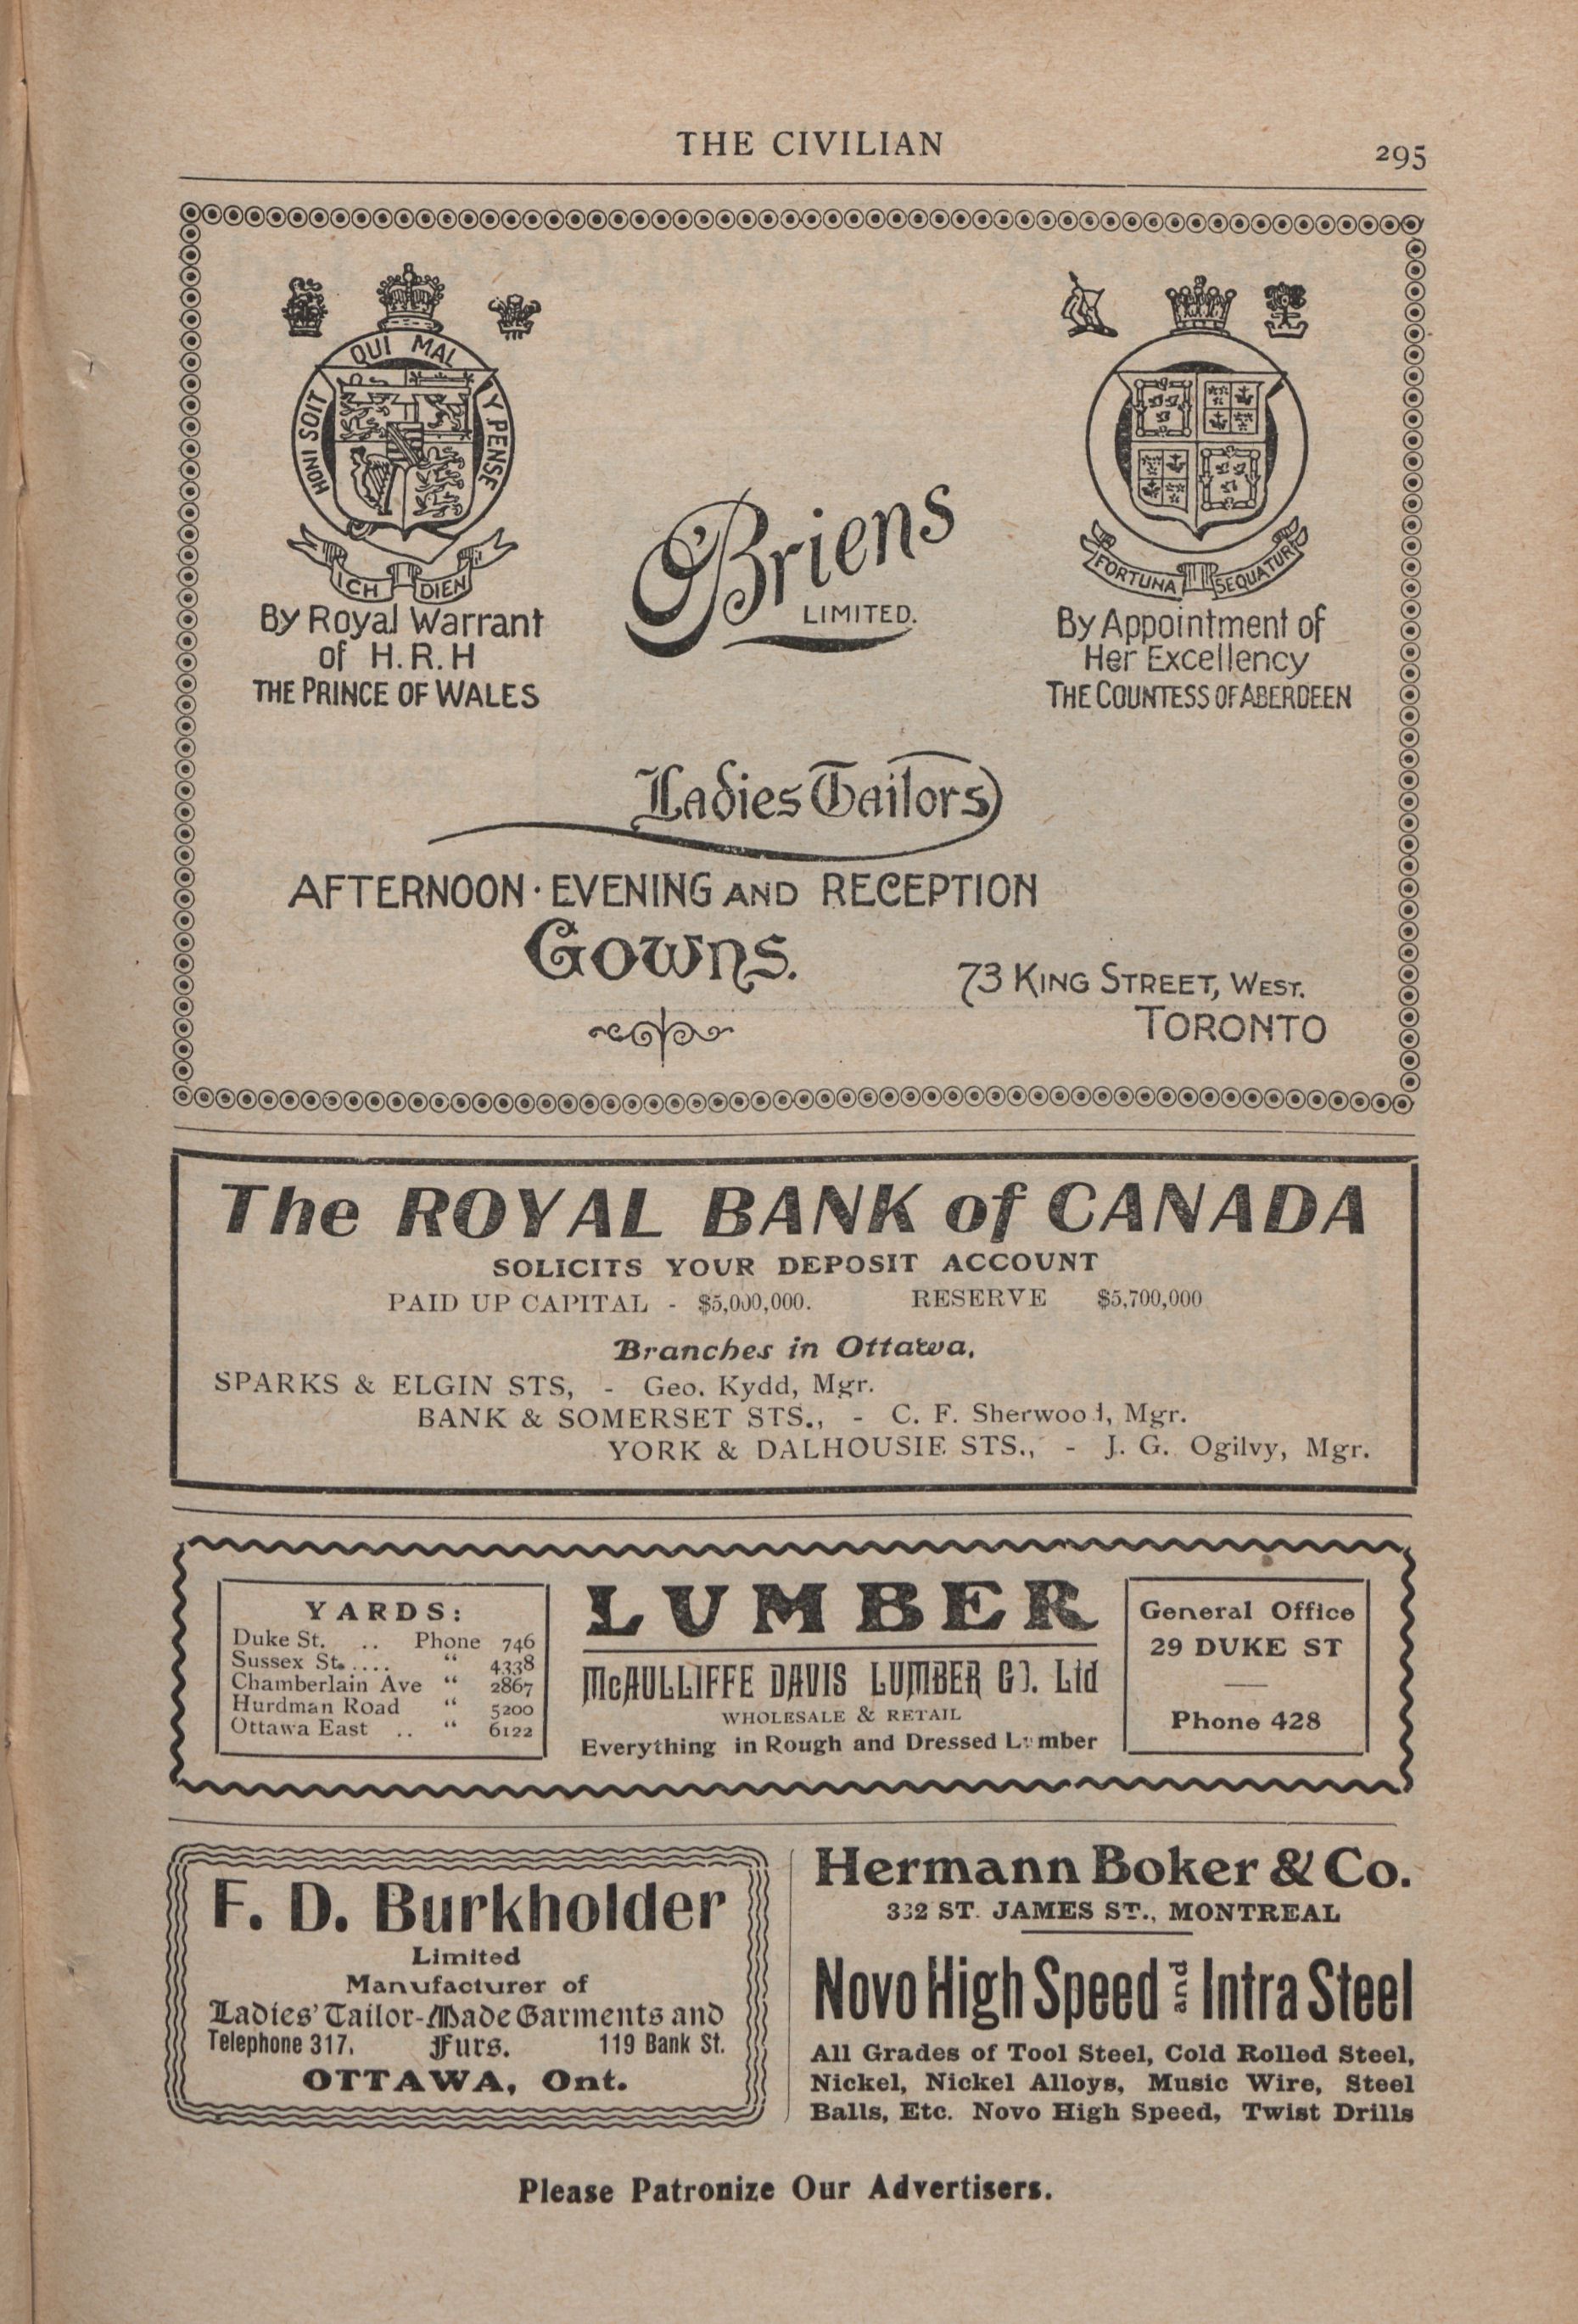 THE CIVILIAN
295
HONI SOIT QUI MAL Y PENSE
ICH DIEN
By Royal Warrant
of H.R.H
THE PRINCE OF WALES
O'Briens
LIMITED.
FORTUNA SEQUATUR
By Appointment of
Her Excellency
THE COUNTESS OF ABERDEEN
Ladies Tailors
AFTERNOON · EVENING AND RECEPTION
GOWNS.
73 KING STREET, WEST.
TORONTO
The ROYAL BANK of CANADA
SOLICITS YOUR DEPOSIT ACCOUNT
PAID UP CAPITAL - $5,000,000. RESERVE $5,700,000
Branches in Ottawa,
SPARKS & ELGIN STS, - Geo. Kydd, Mgr.
BANK & SOMERSET STS., - C. F. Sherwood, Mgr.
YORK & DALHOUSIE STS., - J. G. Ogilvy, Mgr.
YARDS:
Duke St. .. Phone 746
Sussex St..... " 4338
Chamberlain Ave " 2867
Hurdman Road " 5200
Ottawa East .. " 6122
LUMBER
McAULLIFFE DAVIS LUMBER CO. Ltd
WHOLESALE & RETAIL
Everything in Rough and Dressed Lumber
General Office
29 DUKE ST
Phone 428
F. D. Burkholder
Limited
Manufacturer of
Ladies' Tailor-Made Garments and
Telephone 317. Furs. 119 Bank St.
OTTAWA, Ont.
Hermann Boker & Co.
332 ST. JAMES ST., MONTREAL
Novo High Speed and Intra Steel
All Grades of Tool Steel, Cold Rolled Steel,
Nickel, Nickel Alloys, Music Wire, Steel
Balls, Etc. Novo High Speed, Twist Drills
Please Patronize Our Advertisers.